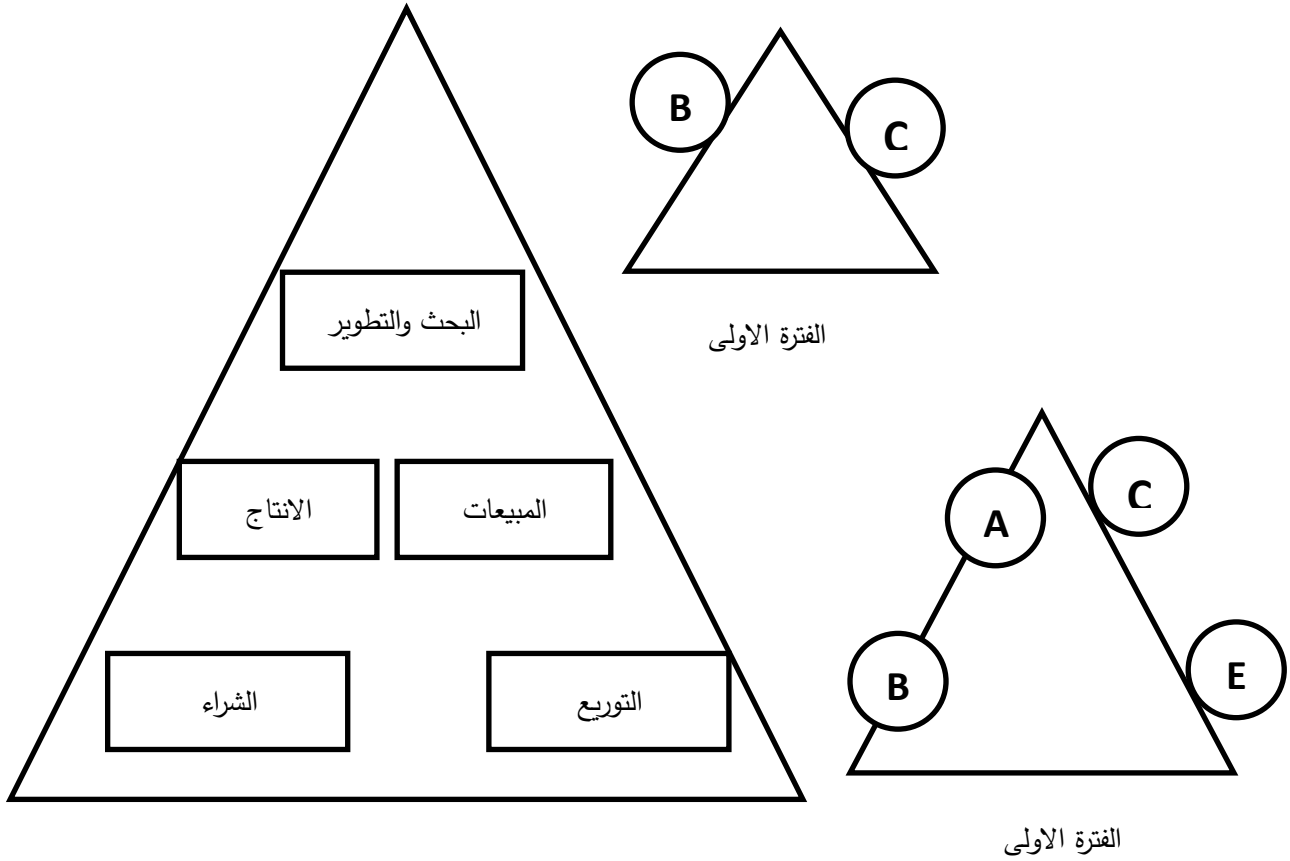 البحث والتطوير
الانتاج
المبيعات
الشراء
التوريع
B
C
الفترة الاولى
A
C
B
E
الفترة الاولى